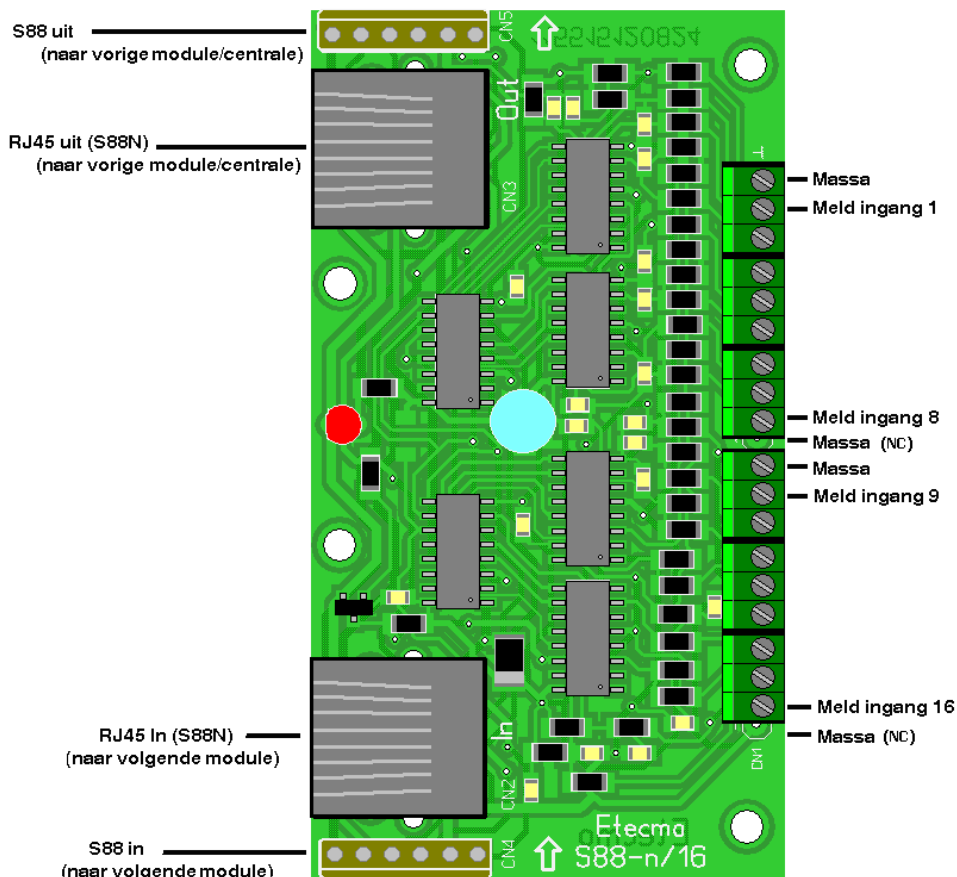 S88 uit
(naar vorige module/centrale)
RJ45 uit (S88N)
(naar vorige module/centrale)
RJ45 In (S88N)
(naar volgende module)
S88 in
(naar volgende module)
CN5
Out
CN3
In
CN2
CN4
Etecma
S88-n/16
CN1
Massa
Meld ingang 1
Meld ingang 8
Massa (NC)
Massa
Meld ingang 9
Meld ingang 16
Massa (NC)